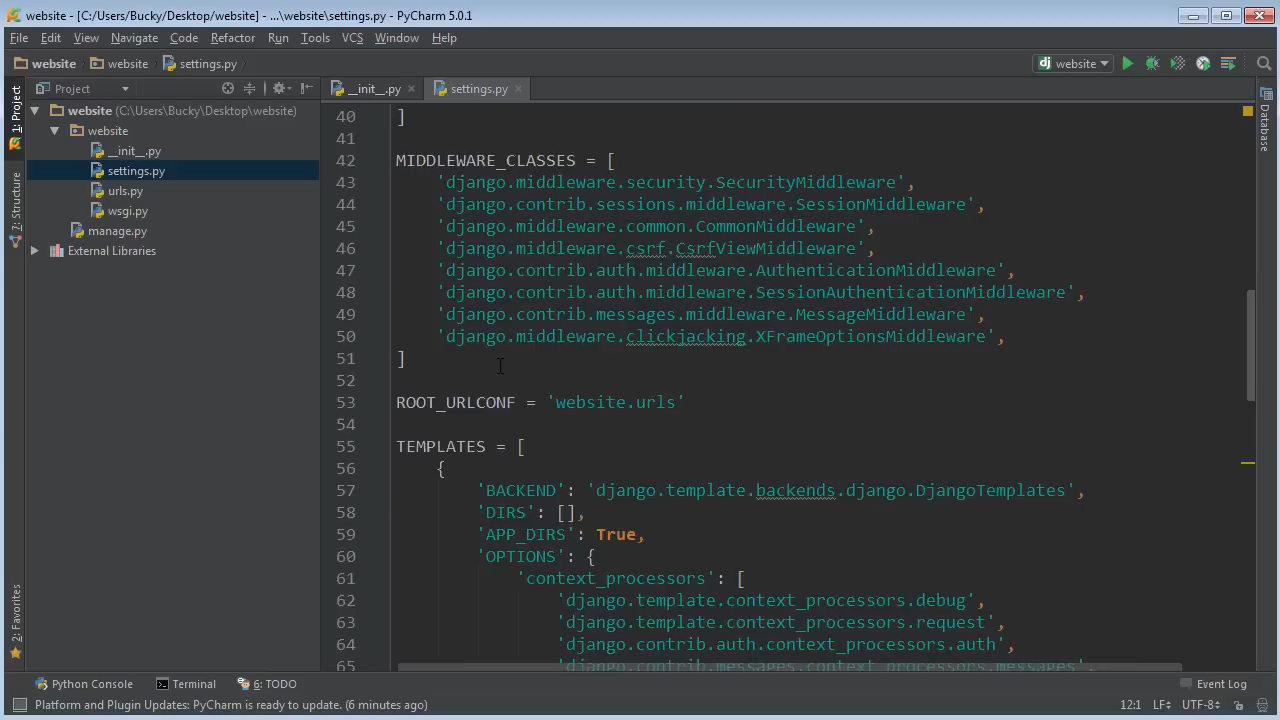 website - [C:/Users/Bucky/Desktop/website] - ...\website\settings.py - PyCharm 5.0.1
File Edit View Navigate Code Refactor Run Tools VCS Window Help
website website settings.py
website
Project
__init__.py
settings.py
1: Project
7: Structure
2: Favorites
website (C:\Users\Bucky\Desktop\website)
website
__init__.py
settings.py
urls.py
wsgi.py
manage.py
External Libraries
40 ]
41
42 MIDDLEWARE_CLASSES = [
43 'django.middleware.security.SecurityMiddleware',
44 'django.contrib.sessions.middleware.SessionMiddleware',
45 'django.middleware.common.CommonMiddleware',
46 'django.middleware.csrf.CsrfViewMiddleware',
47 'django.contrib.auth.middleware.AuthenticationMiddleware',
48 'django.contrib.auth.middleware.SessionAuthenticationMiddleware',
49 'django.contrib.messages.middleware.MessageMiddleware',
50 'django.middleware.clickjacking.XFrameOptionsMiddleware',
51 ]
52
53 ROOT_URLCONF = 'website.urls'
54
55 TEMPLATES = [
56 {
57 'BACKEND': 'django.template.backends.django.DjangoTemplates',
58 'DIRS': [],
59 'APP_DIRS': True,
60 'OPTIONS': {
61 'context_processors': [
62 'django.template.context_processors.debug',
63 'django.template.context_processors.request',
64 'django.contrib.auth.context_processors.auth',
65 'django.contrib.messages.context_processors.messages',
Database
Python Console Terminal 6: TODO Event Log
Platform and Plugin Updates: PyCharm is ready to update. (6 minutes ago) 12:1 LF UTF-8